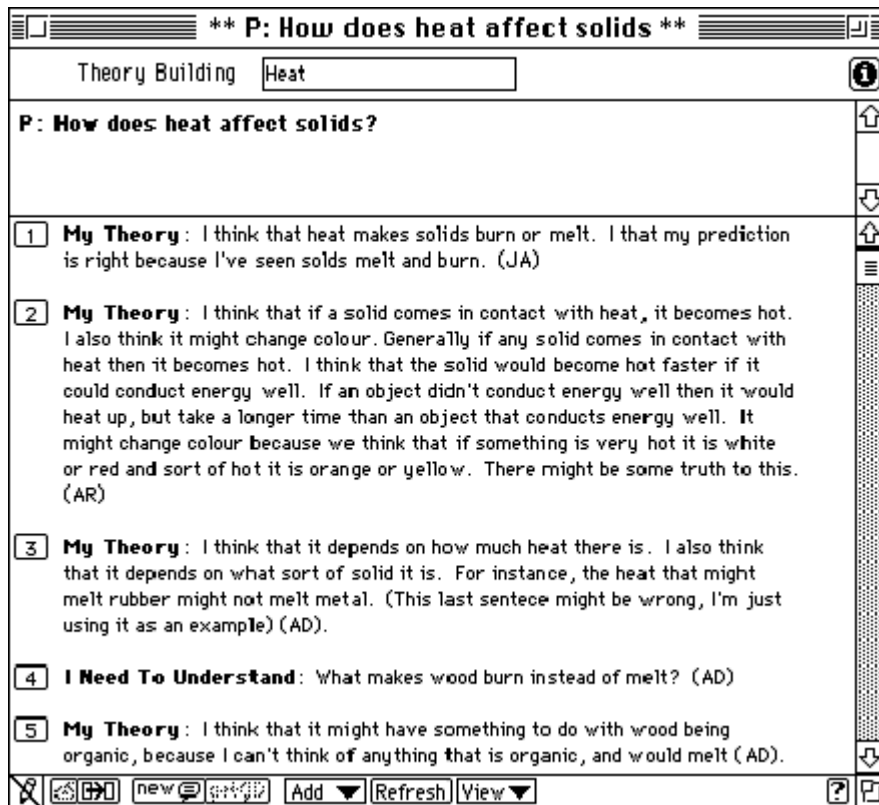 ** P: How does heat affect solids **
Theory Building Heat
P: How does heat affect solids?
1 My Theory: I think that heat makes solids burn or melt. I that my prediction
is right because I've seen solds melt and burn. (JA)
2 My Theory: I think that if a solid comes in contact with heat, it becomes hot.
I also think it might change colour. Generally if any solid comes in contact with
heat then it becomes hot. I think that the solid would become hot faster if it
could conduct energy well. If an object didn't conduct energy well then it would
heat up, but take a longer time than an object that conducts energy well. It
might change colour because we think that if something is very hot it is white
or red and sort of hot it is orange or yellow. There might be some truth to this.
(AR)
3 My Theory: I think that it depends on how much heat there is. I also think
that it depends on what sort of solid it is. For instance, the heat that might
melt rubber might not melt metal. (This last sentece might be wrong, I'm just
using it as an example) (AD).
4 I Need To Understand: What makes wood burn instead of melt? (AD)
5 My Theory: I think that it might have something to do with wood being
organic, because I can't think of anything that is organic, and would melt (AD).
new Add Refresh View ?